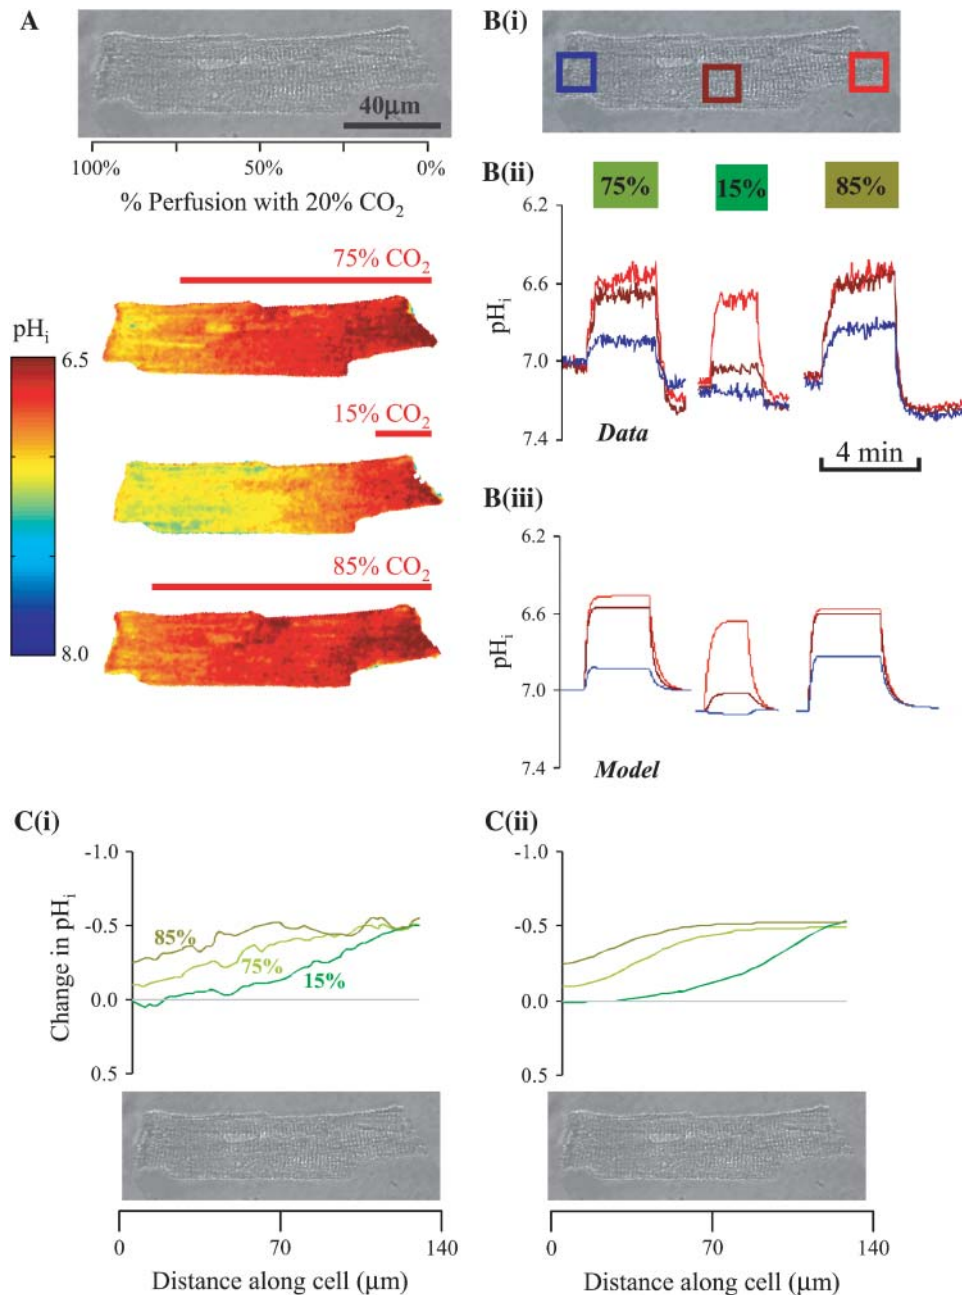 A
40µm
100% 50% 0%
% Perfusion with 20% CO₂
75% CO₂
pHᵢ
6.5
15% CO₂
85% CO₂
8.0
B(i)
B(ii)
75% 15% 85%
6.2
6.6
pHᵢ
7.0
7.4
Data
4 min
B(iii)
6.2
6.6
pHᵢ
7.0
7.4
Model
C(i)
-1.0
-0.5
Change in pHᵢ
0.0
0.5
85%
75%
15%
0 70 140
Distance along cell (µm)
C(ii)
-1.0
-0.5
0.0
0.5
0 70 140
Distance along cell (µm)